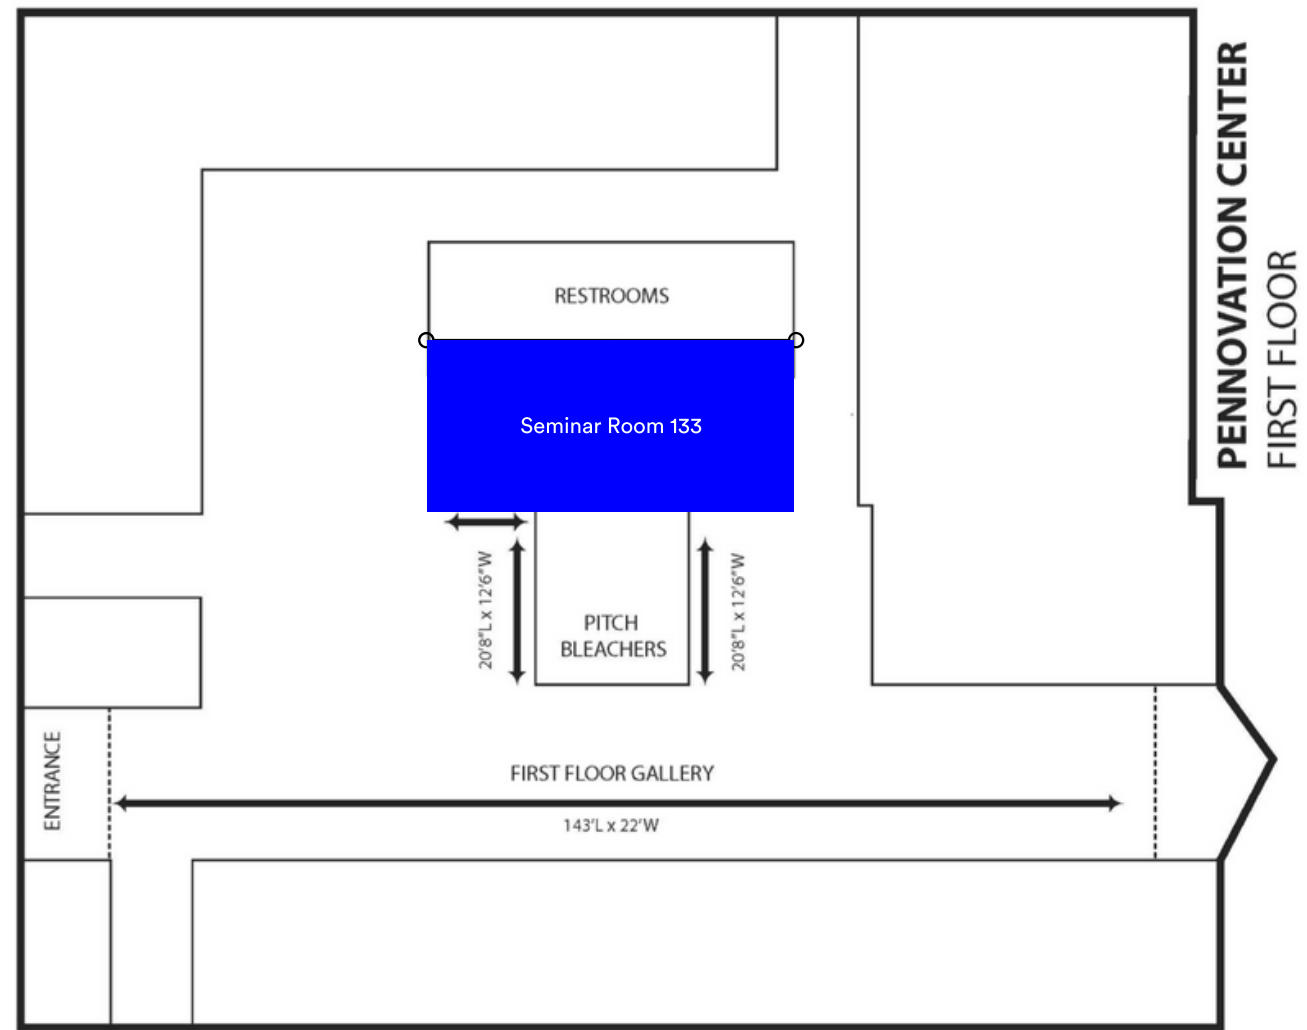 PENNOVATION CENTER
FIRST FLOOR
RESTROOMS
Seminar Room 133
20'8"L x 12'6"W
20'8"L x 12'6"W
PITCH
BLEACHERS
ENTRANCE
FIRST FLOOR GALLERY
143'L x 22'W